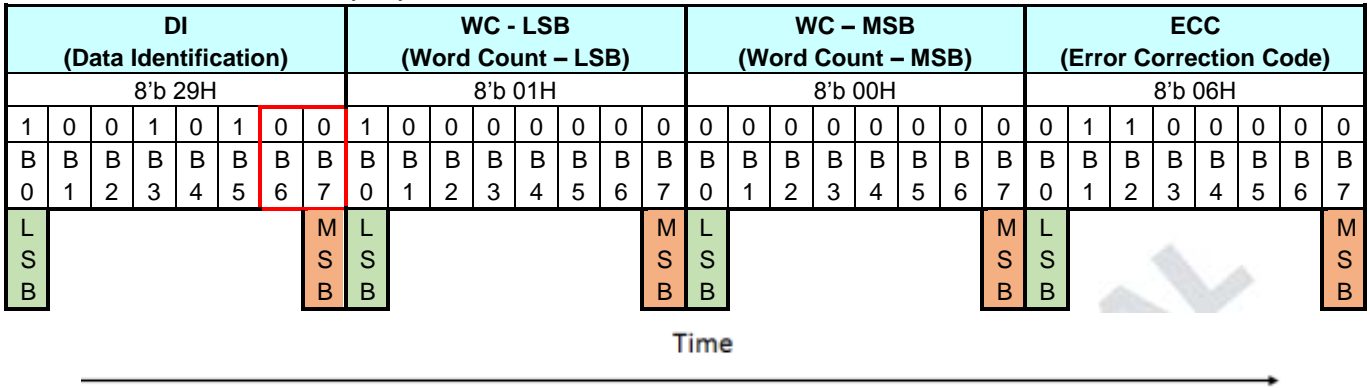 DI WC - LSB WC – MSB ECC
(Data Identification) (Word Count – LSB) (Word Count – MSB) (Error Correction Code)
8’b 29H 8’b 01H 8’b 00H 8’b 06H
1 0 0 1 0 1 0 0 1 0 0 0 0 0 0 0 0 0 0 0 0 0 0 0 0 1 1 0 0 0 0 0
B B B B B B B B B B B B B B B B B B B B B B B B B B B B B B B B
0 1 2 3 4 5 6 7 0 1 2 3 4 5 6 7 0 1 2 3 4 5 6 7 0 1 2 3 4 5 6 7
L M L M L M L M
S S S S S S S S
B B B B B B B B
Time